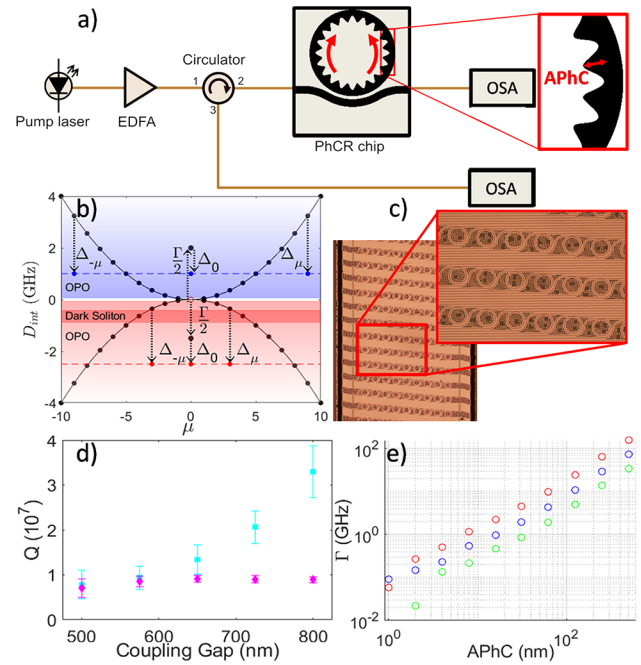 a)
Circulator
1
2
3
Pump laser
EDFA
PhCR chip
OSA
APhC
OSA
b)
4
2
0
-2
-4
D_int (GHz)
OPO
Dark Soliton
OPO
Δ_-μ
Γ/2
Δ_0
Δ_μ
Γ/2
Δ_-μ
Δ_0
Δ_μ
-10
-5
0
5
10
μ
c)
d)
4
3
2
1
0
Q (10^7)
500
575
650
725
800
Coupling Gap (nm)
e)
10^2
10^0
10^-2
Γ (GHz)
10^0
10^2
APhC (nm)